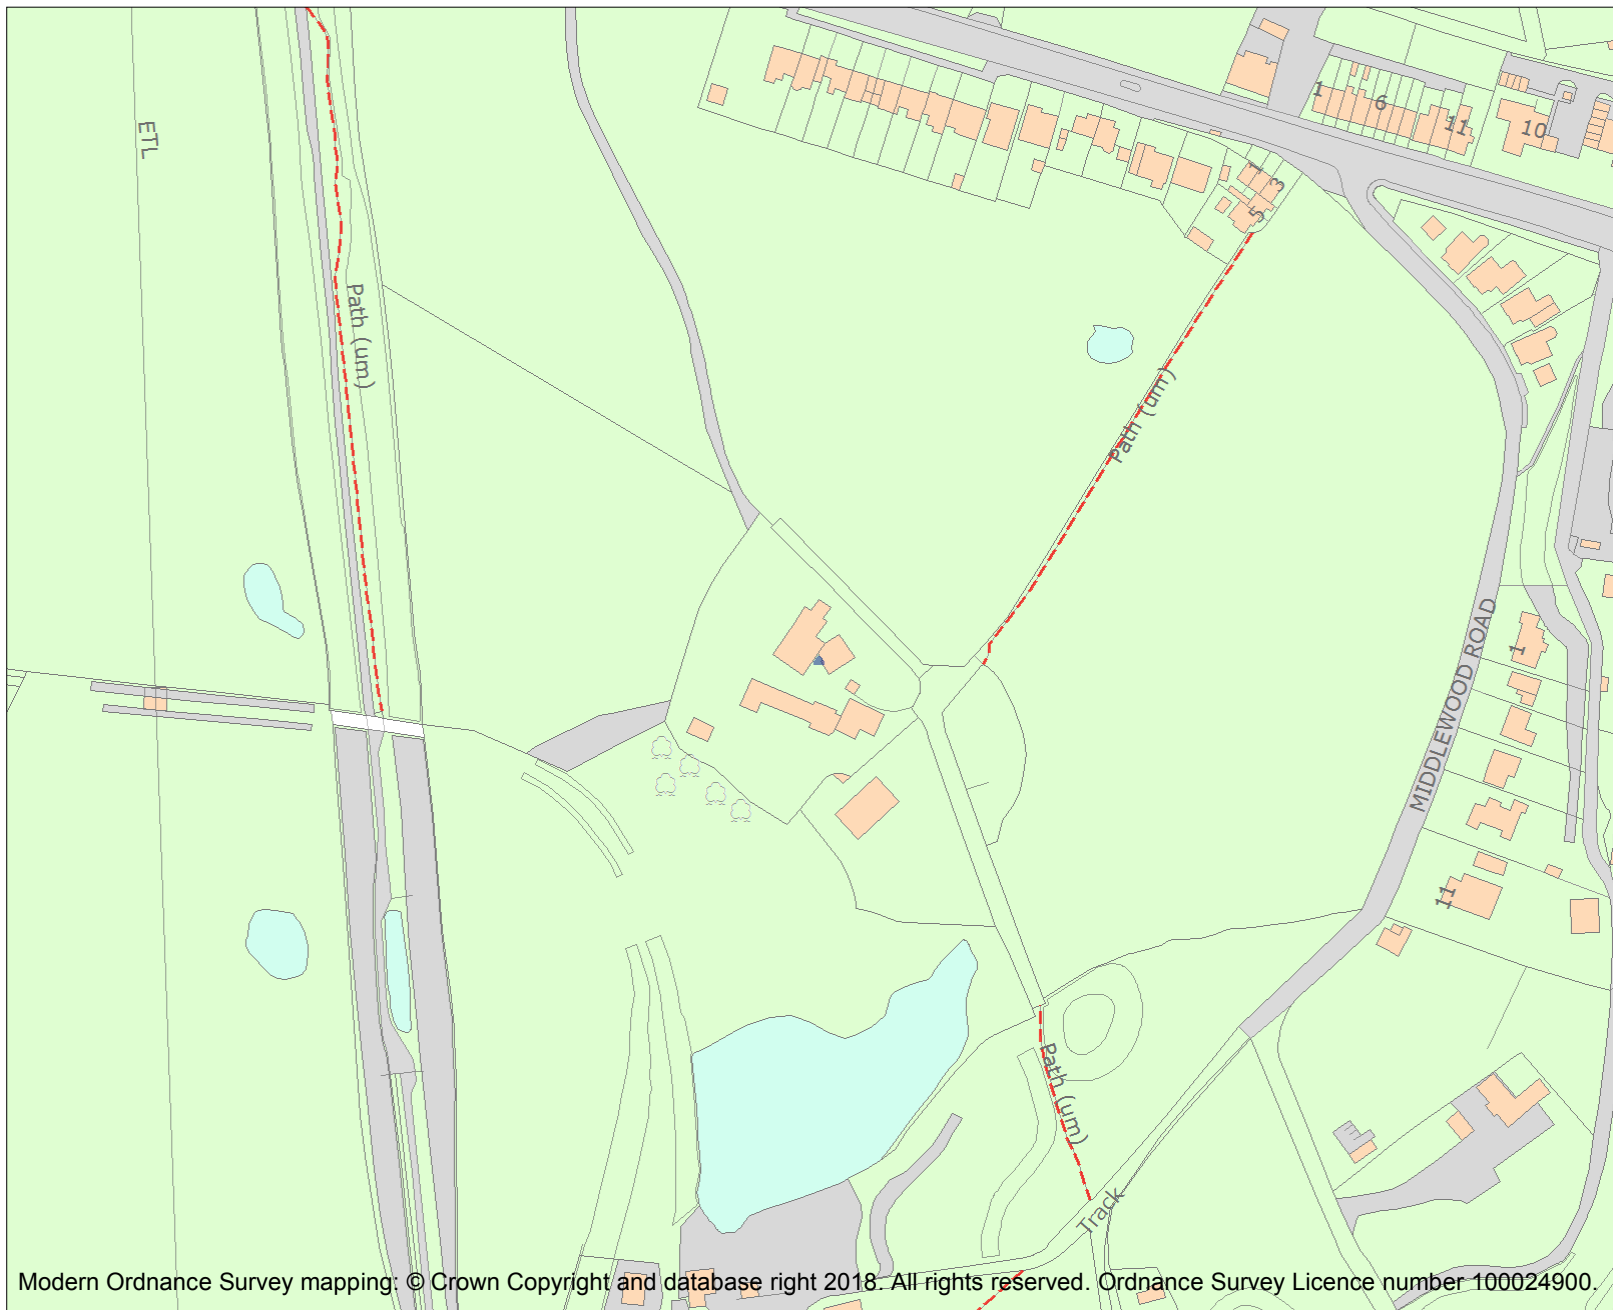 1
6
11
10
ETL
1
3
5
Path (um)
Path (um)
MIDDLEWOOD ROAD
1
11
Path (um)
Track
Modern Ordnance Survey mapping: © Crown Copyright and database right 2018. All rights reserved. Ordnance Survey Licence number 100024900.